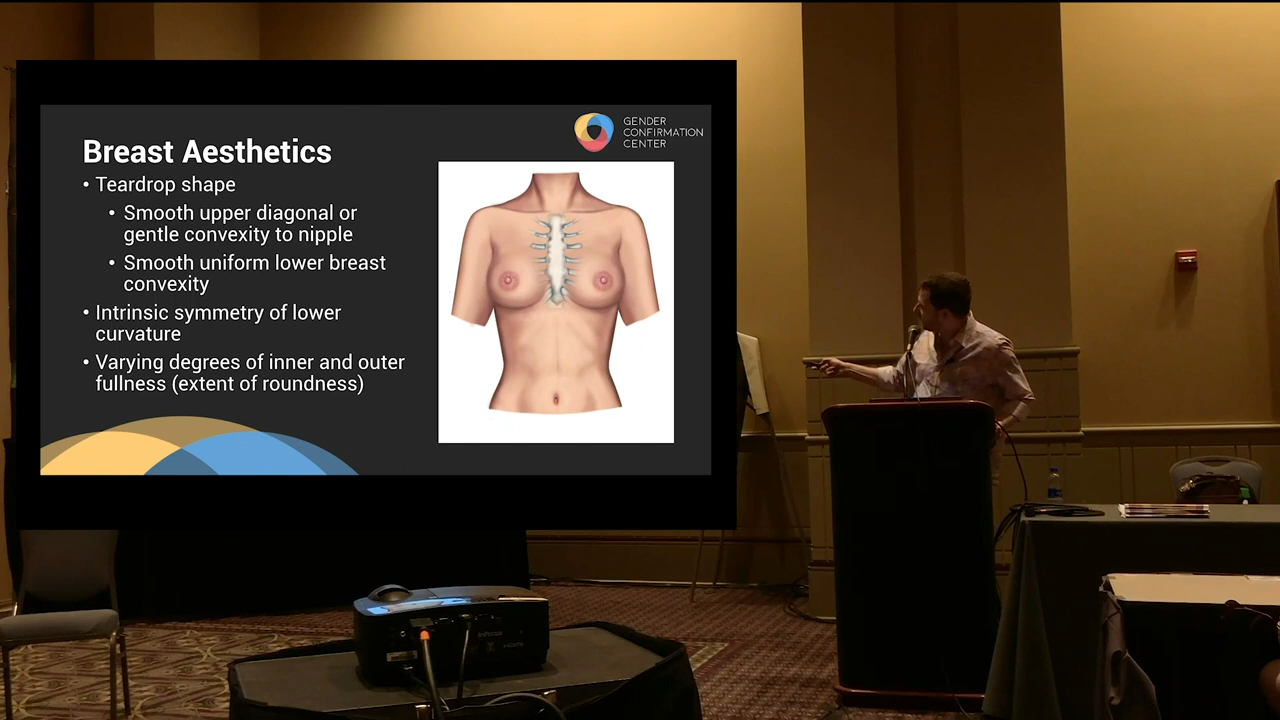 GENDER
CONFIRMATION
CENTER
Breast Aesthetics
• Teardrop shape
• Smooth upper diagonal or
gentle convexity to nipple
• Smooth uniform lower breast
convexity
• Intrinsic symmetry of lower
curvature
• Varying degrees of inner and outer
fullness (extent of roundness)
InFocus